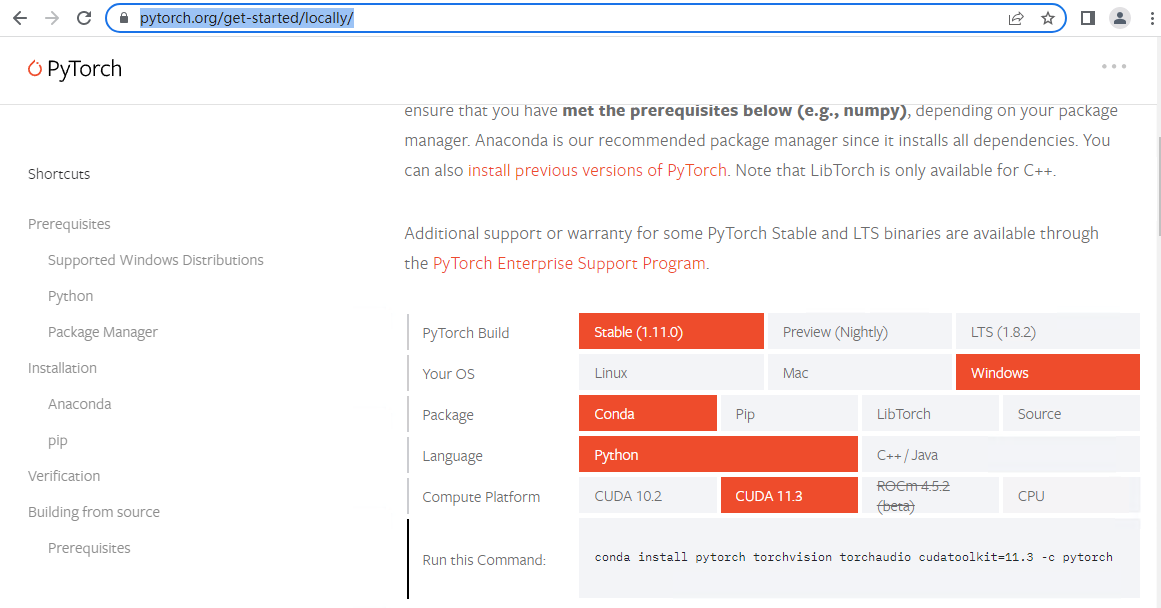 pytorch.org/get-started/locally/
PyTorch
Shortcuts
Prerequisites
Supported Windows Distributions
Python
Package Manager
Installation
Anaconda
pip
Verification
Building from source
Prerequisites
ensure that you have met the prerequisites below (e.g., numpy), depending on your package
manager. Anaconda is our recommended package manager since it installs all dependencies. You
can also install previous versions of PyTorch. Note that LibTorch is only available for C++.
Additional support or warranty for some PyTorch Stable and LTS binaries are available through
the PyTorch Enterprise Support Program.
PyTorch Build Stable (1.11.0) Preview (Nightly) LTS (1.8.2)
Your OS Linux Mac Windows
Package Conda Pip LibTorch Source
Language Python C++ / Java
Compute Platform CUDA 10.2 CUDA 11.3 ROCm 4.5.2 (beta) CPU
Run this Command: conda install pytorch torchvision torchaudio cudatoolkit=11.3 -c pytorch